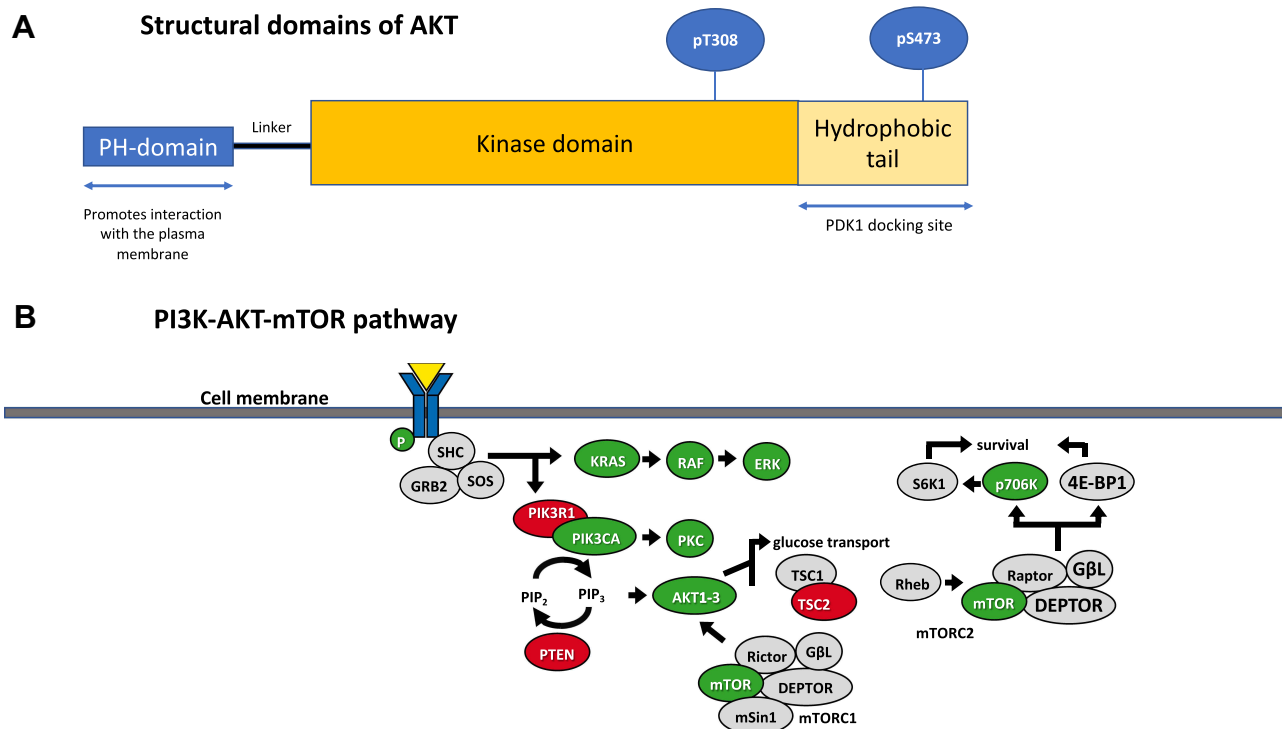 A
Structural domains of AKT
pT308
pS473
Linker
PH-domain
Kinase domain
Hydrophobic
tail
Promotes interaction
with the plasma
membrane
PDK1 docking site
B
PI3K-AKT-mTOR pathway
Cell membrane
P
SHC
GRB2
SOS
KRAS
RAF
ERK
PIK3R1
PIK3CA
PKC
PIP2
PIP3
PTEN
AKT1-3
glucose transport
TSC1
TSC2
Rictor
GβL
mTOR
DEPTOR
mSin1
mTORC1
survival
S6K1
p706K
4E-BP1
Rheb
Raptor
GβL
mTOR
DEPTOR
mTORC2